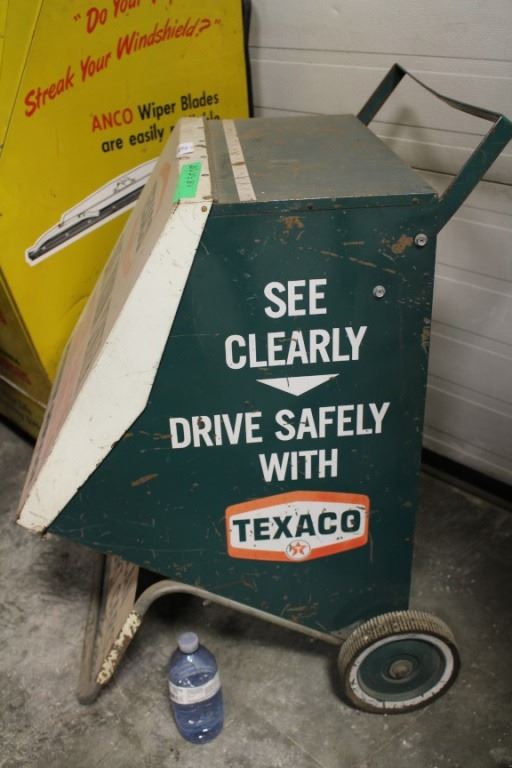 "Do Your
Streak Your Windshield?"
ANCO Wiper Blades
are easily
SEE
CLEARLY
DRIVE SAFELY
WITH
TEXACO